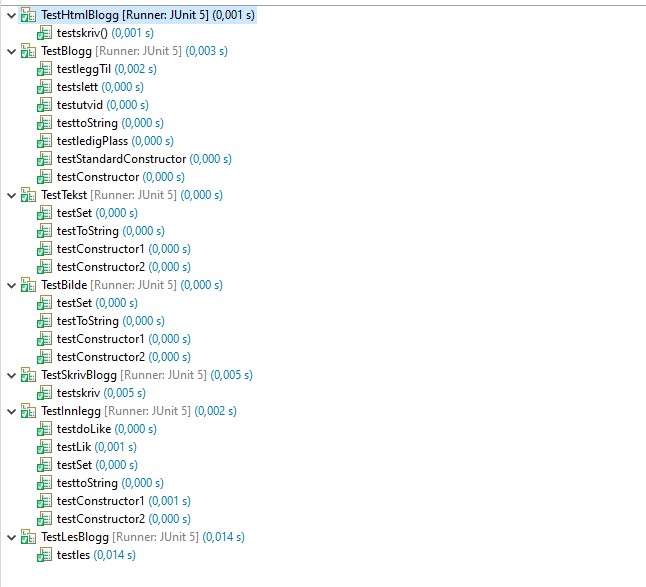 TestHtmlBlogg [Runner: JUnit 5] (0,001 s)
testskriv() (0,001 s)
TestBlogg [Runner: JUnit 5] (0,003 s)
testleggTil (0,002 s)
testslett (0,000 s)
testutvid (0,000 s)
testtoString (0,000 s)
testledigPlass (0,000 s)
testStandardConstructor (0,000 s)
testConstructor (0,000 s)
TestTekst [Runner: JUnit 5] (0,000 s)
testSet (0,000 s)
testToString (0,000 s)
testConstructor1 (0,000 s)
testConstructor2 (0,000 s)
TestBilde [Runner: JUnit 5] (0,000 s)
testSet (0,000 s)
testToString (0,000 s)
testConstructor1 (0,000 s)
testConstructor2 (0,000 s)
TestSkrivBlogg [Runner: JUnit 5] (0,005 s)
testskriv (0,005 s)
TestInnlegg [Runner: JUnit 5] (0,002 s)
testdoLike (0,000 s)
testLik (0,001 s)
testSet (0,000 s)
testtoString (0,000 s)
testConstructor1 (0,001 s)
testConstructor2 (0,000 s)
TestLesBlogg [Runner: JUnit 5] (0,014 s)
testles (0,014 s)